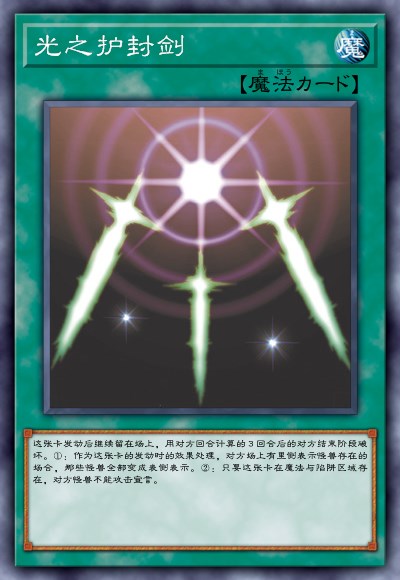 光之护封剑
魔
【魔法カード】
ま ほう
这张卡发动后继续留在场上，用对方回合计算的3回合后的对方结束阶段破
坏。①：作为这张卡的发动时的效果处理，对方场上有里侧表示怪兽存在的
场合，那些怪兽全部变成表侧表示。②：只要这张卡在魔法与陷阱区域存
在，对方怪兽不能攻击宣言。